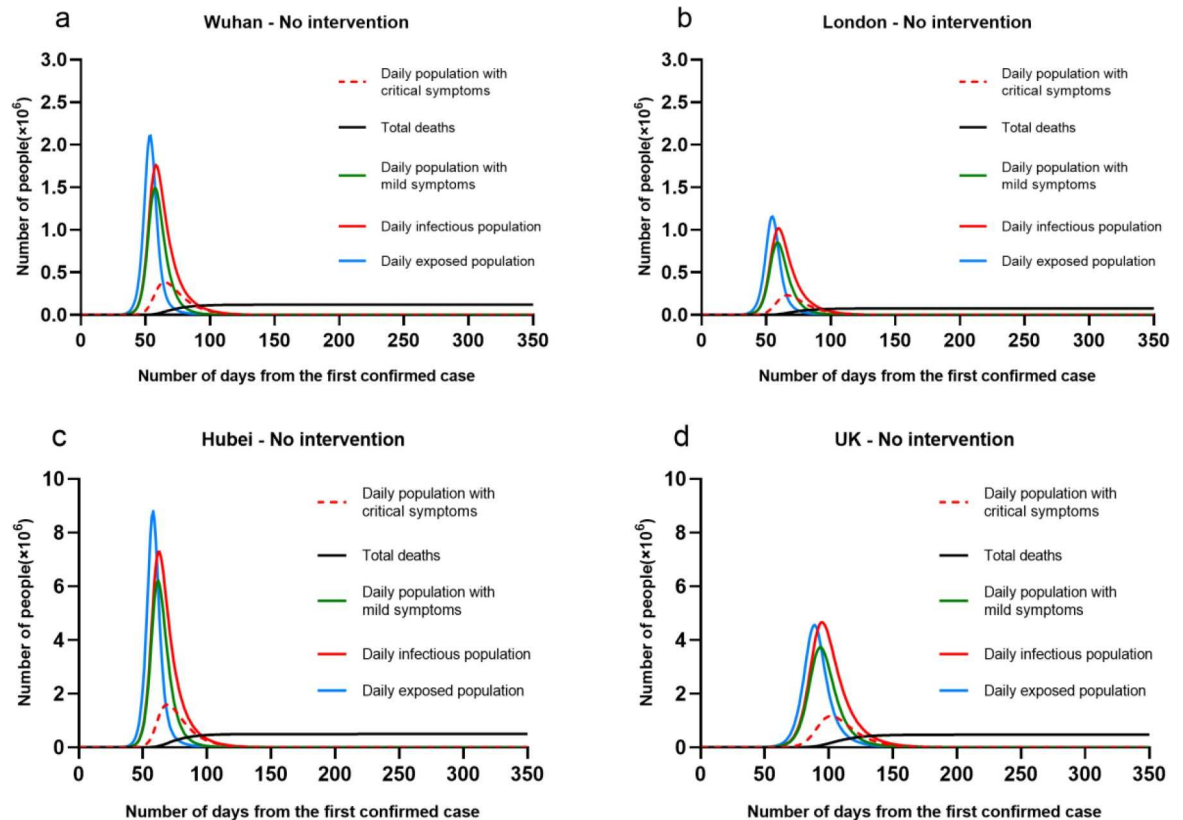 a
Wuhan - No intervention
Number of people(×10⁶)
3.0
2.5
2.0
1.5
1.0
0.5
0.0
0 50 100 150 200 250 300 350
Number of days from the first confirmed case
Daily population with
critical symptoms
Total deaths
Daily population with
mild symptoms
Daily infectious population
Daily exposed population
b
London - No intervention
Number of people(×10⁶)
3.0
2.5
2.0
1.5
1.0
0.5
0.0
0 50 100 150 200 250 300 350
Number of days from the first confirmed case
Daily population with
critical symptoms
Total deaths
Daily population with
mild symptoms
Daily infectious population
Daily exposed population
c
Hubei - No intervention
Number of people(×10⁶)
10
8
6
4
2
0
0 50 100 150 200 250 300 350
Number of days from the first confirmed case
Daily population with
critical symptoms
Total deaths
Daily population with
mild symptoms
Daily infectious population
Daily exposed population
d
UK - No intervention
Number of people(×10⁶)
10
8
6
4
2
0
0 50 100 150 200 250 300 350
Number of days from the first confirmed case
Daily population with
critical symptoms
Total deaths
Daily population with
mild symptoms
Daily infectious population
Daily exposed population